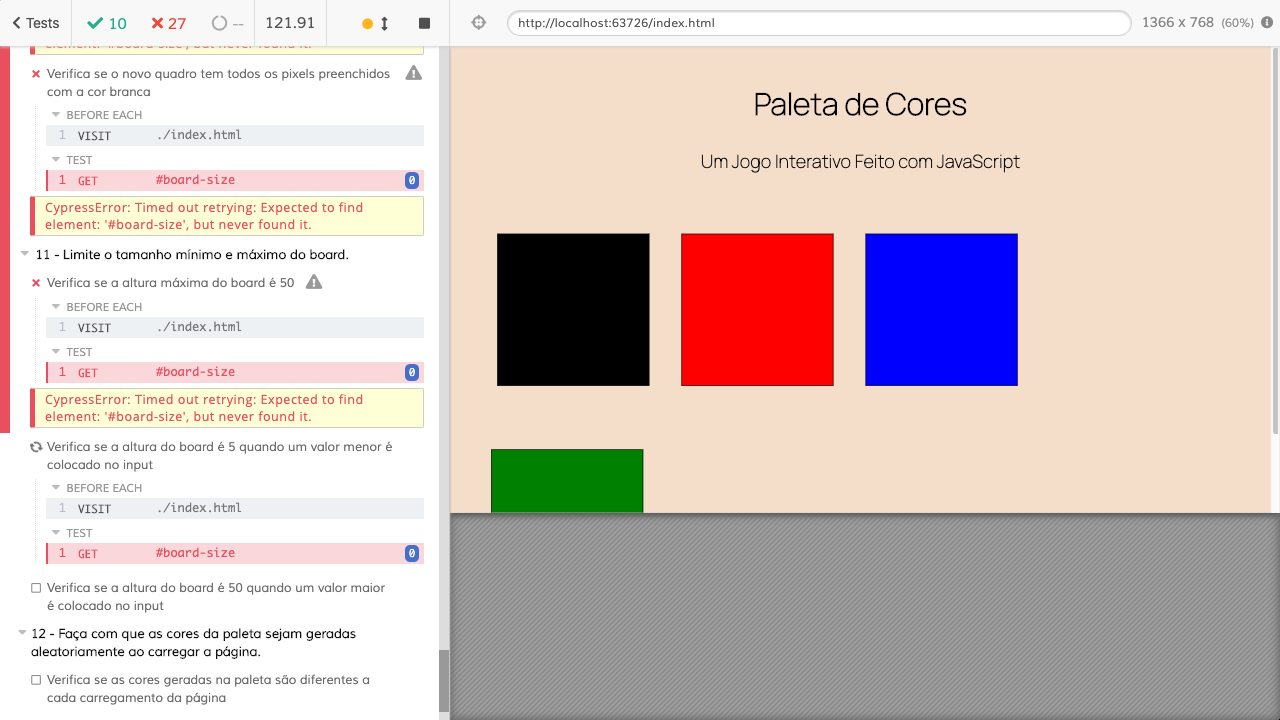 Tests
10
27
--
121.91
http://localhost:63726/index.html
1366 x 768 (60%)
element: '#board-size', but never found it.
Verifica se o novo quadro tem todos os pixels preenchidos
com a cor branca
BEFORE EACH
1 VISIT ./index.html
TEST
1 GET #board-size 0
CypressError: Timed out retrying: Expected to find
element: '#board-size', but never found it.
11 - Limite o tamanho mínimo e máximo do board.
Verifica se a altura máxima do board é 50
BEFORE EACH
1 VISIT ./index.html
TEST
1 GET #board-size 0
CypressError: Timed out retrying: Expected to find
element: '#board-size', but never found it.
Verifica se a altura do board é 5 quando um valor menor é
colocado no input
BEFORE EACH
1 VISIT ./index.html
TEST
1 GET #board-size 0
Verifica se a altura do board é 50 quando um valor maior
é colocado no input
12 - Faça com que as cores da paleta sejam geradas
aleatoriamente ao carregar a página.
Verifica se as cores geradas na paleta são diferentes a
cada carregamento da página
Paleta de Cores
Um Jogo Interativo Feito com JavaScript